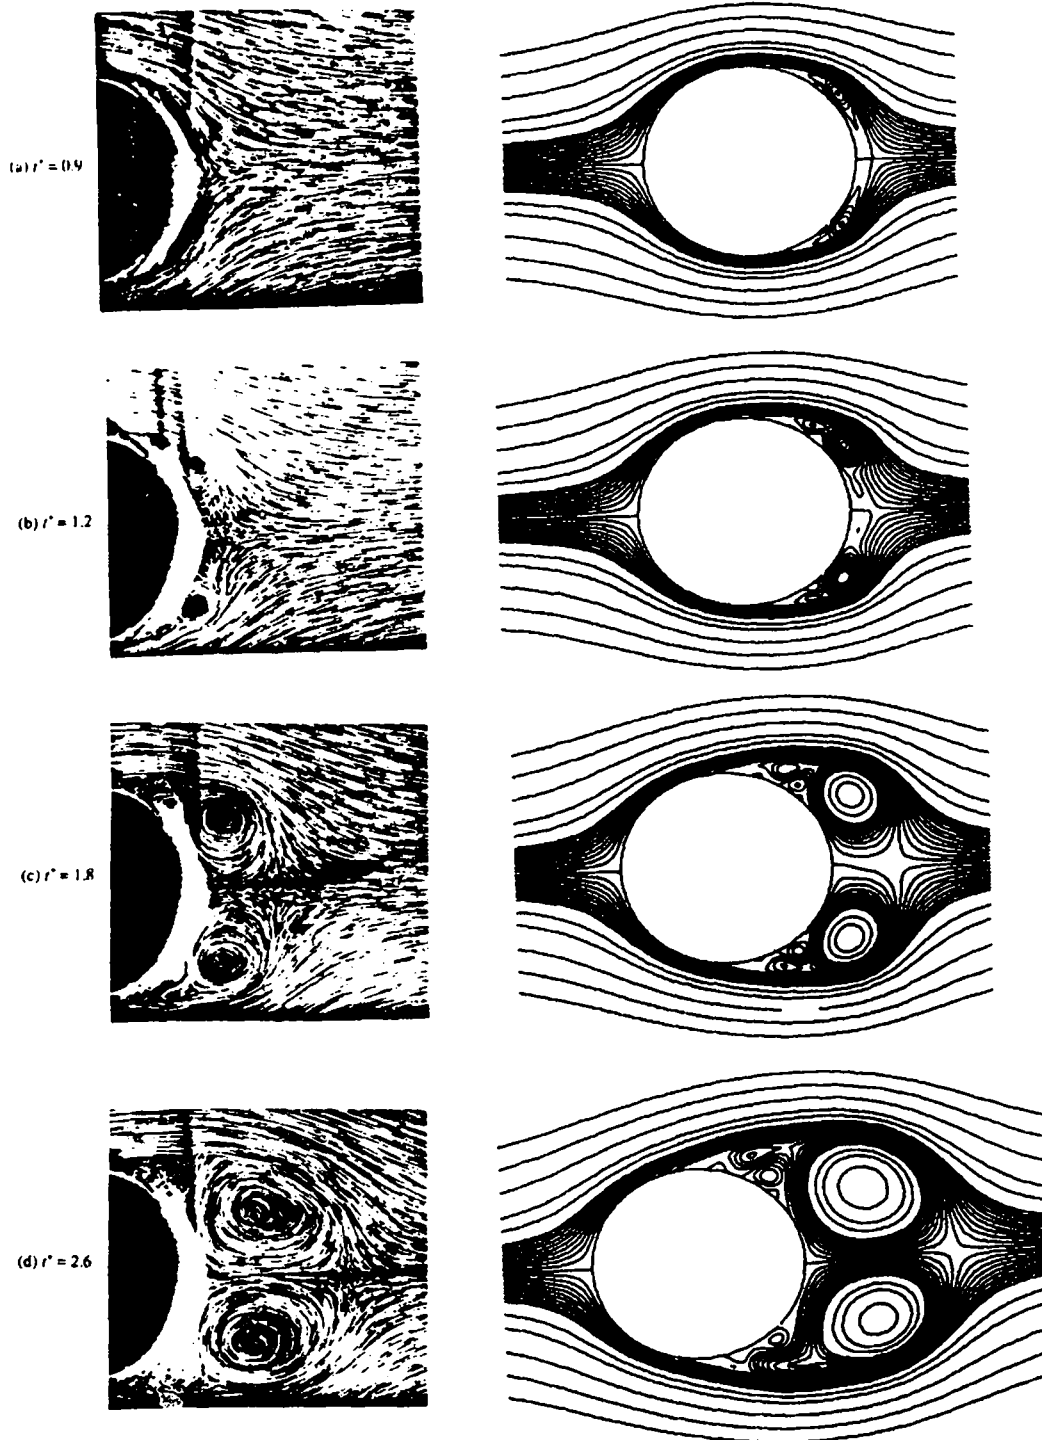 (a) t* = 0.9
(b) t* = 1.2
(c) t* = 1.8
(d) t* = 2.6